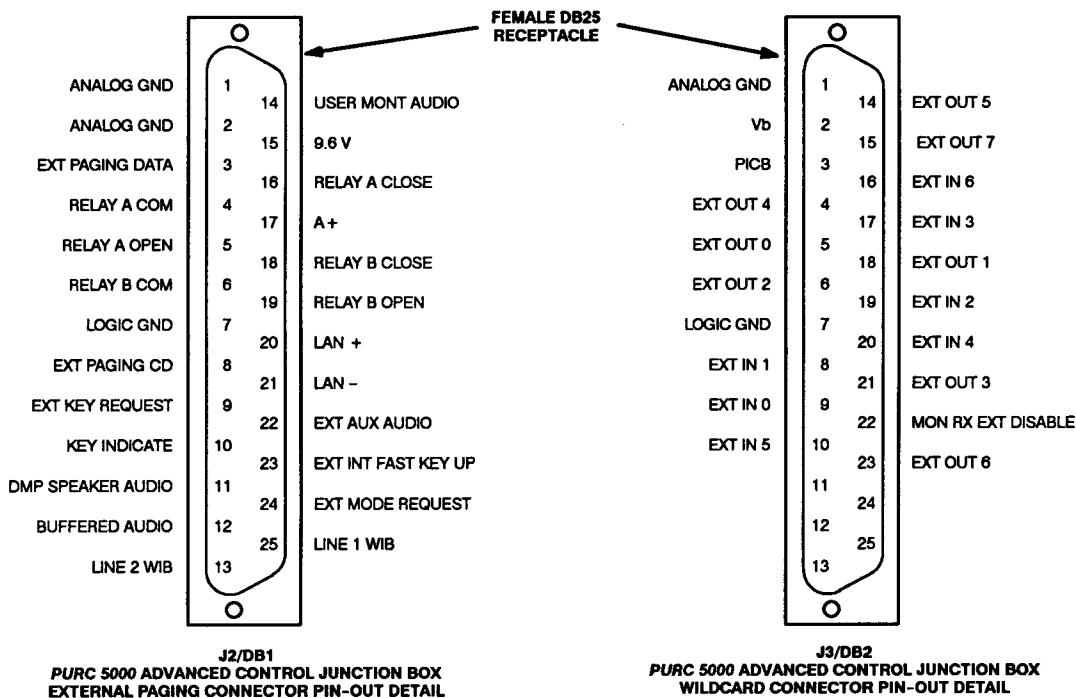 FEMALE DB25
RECEPTACLE
ANALOG GND 1
14 USER MONT AUDIO
ANALOG GND 2
15 9.6 V
EXT PAGING DATA 3
16 RELAY A CLOSE
RELAY A COM 4
17 A+
RELAY A OPEN 5
18 RELAY B CLOSE
RELAY B COM 6
19 RELAY B OPEN
LOGIC GND 7
20 LAN +
EXT PAGING CD 8
21 LAN –
EXT KEY REQUEST 9
22 EXT AUX AUDIO
KEY INDICATE 10
23 EXT INT FAST KEY UP
DMP SPEAKER AUDIO 11
24 EXT MODE REQUEST
BUFFERED AUDIO 12
25 LINE 1 WIB
LINE 2 WIB 13
J2/DB1
PURC 5000 ADVANCED CONTROL JUNCTION BOX
EXTERNAL PAGING CONNECTOR PIN–OUT DETAIL
ANALOG GND 1
14 EXT OUT 5
Vb 2
15 EXT OUT 7
PICB 3
16 EXT IN 6
EXT OUT 4 4
17 EXT IN 3
EXT OUT 0 5
18 EXT OUT 1
EXT OUT 2 6
19 EXT IN 2
LOGIC GND 7
20 EXT IN 4
EXT IN 1 8
21 EXT OUT 3
EXT IN 0 9
22 MON RX EXT DISABLE
EXT IN 5 10
23 EXT OUT 6
11
24
12
25
13
J3/DB2
PURC 5000 ADVANCED CONTROL JUNCTION BOX
WILDCARD CONNECTOR PIN–OUT DETAIL